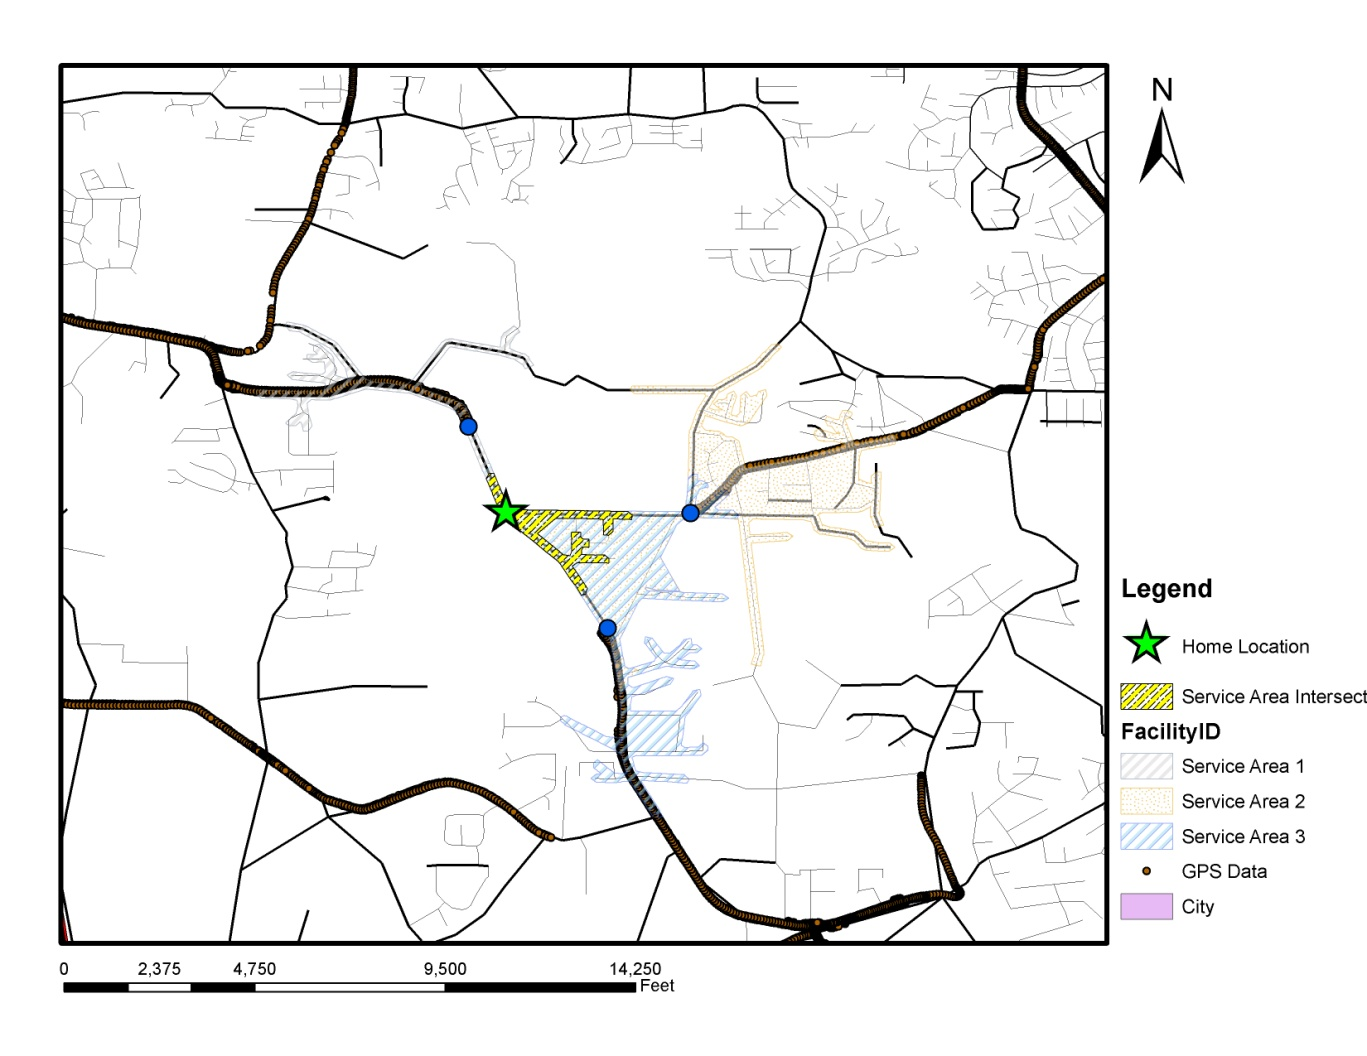 N
Legend
Home Location
Service Area Intersect
FacilityID
Service Area 1
Service Area 2
Service Area 3
GPS Data
City
0 2,375 4,750 9,500 14,250
Feet